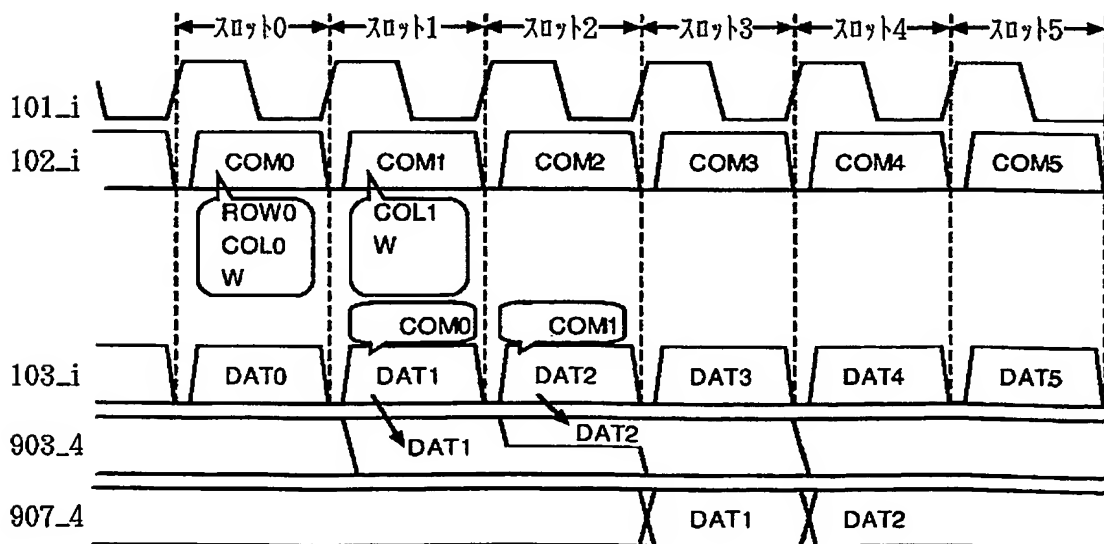 スロット0 スロット1 スロット2 スロット3 スロット4 スロット5
101_i
102_i COM0 COM1 COM2 COM3 COM4 COM5
ROW0 COL1
COL0 W
W
COM0 COM1
103_i DAT0 DAT1 DAT2 DAT3 DAT4 DAT5
903_4 DAT1 DAT2
907_4 DAT1 DAT2